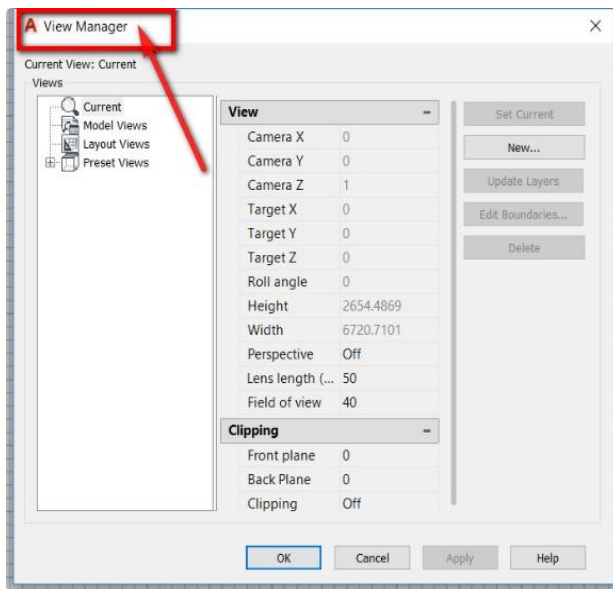 View Manager
Current View: Current
Views
Current
Model Views
Layout Views
Preset Views
View
Camera X 0
Camera Y 0
Camera Z 1
Target X 0
Target Y 0
Target Z 0
Roll angle 0
Height 2654.4869
Width 6720.7101
Perspective Off
Lens length (... 50
Field of view 40
Clipping
Front plane 0
Back Plane 0
Clipping Off
Set Current
New...
Update Layers
Edit Boundaries...
Delete
OK Cancel Apply Help